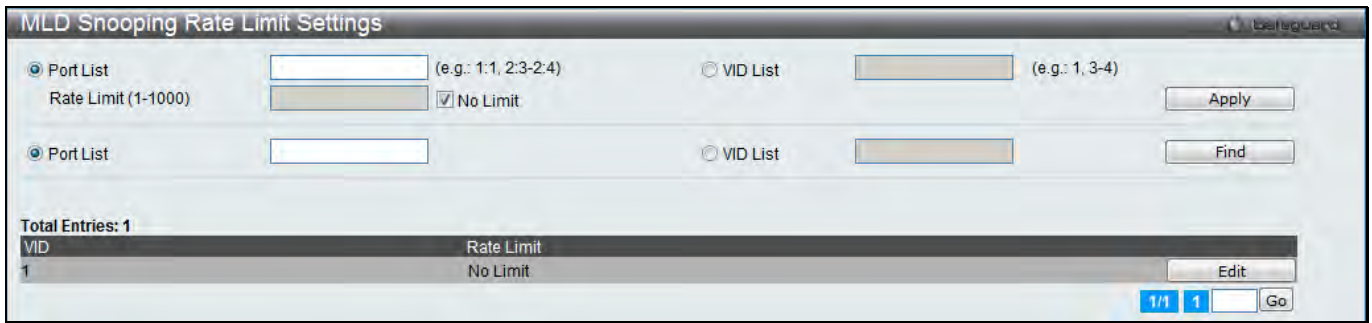 MLD Snooping Rate Limit Settings Safeguard
Port List (e.g.: 1:1, 2:3-2:4) VID List (e.g.: 1, 3-4)
Rate Limit (1-1000) No Limit Apply
Port List VID List Find
Total Entries: 1
VID Rate Limit
1 No Limit Edit
1/1 1 Go